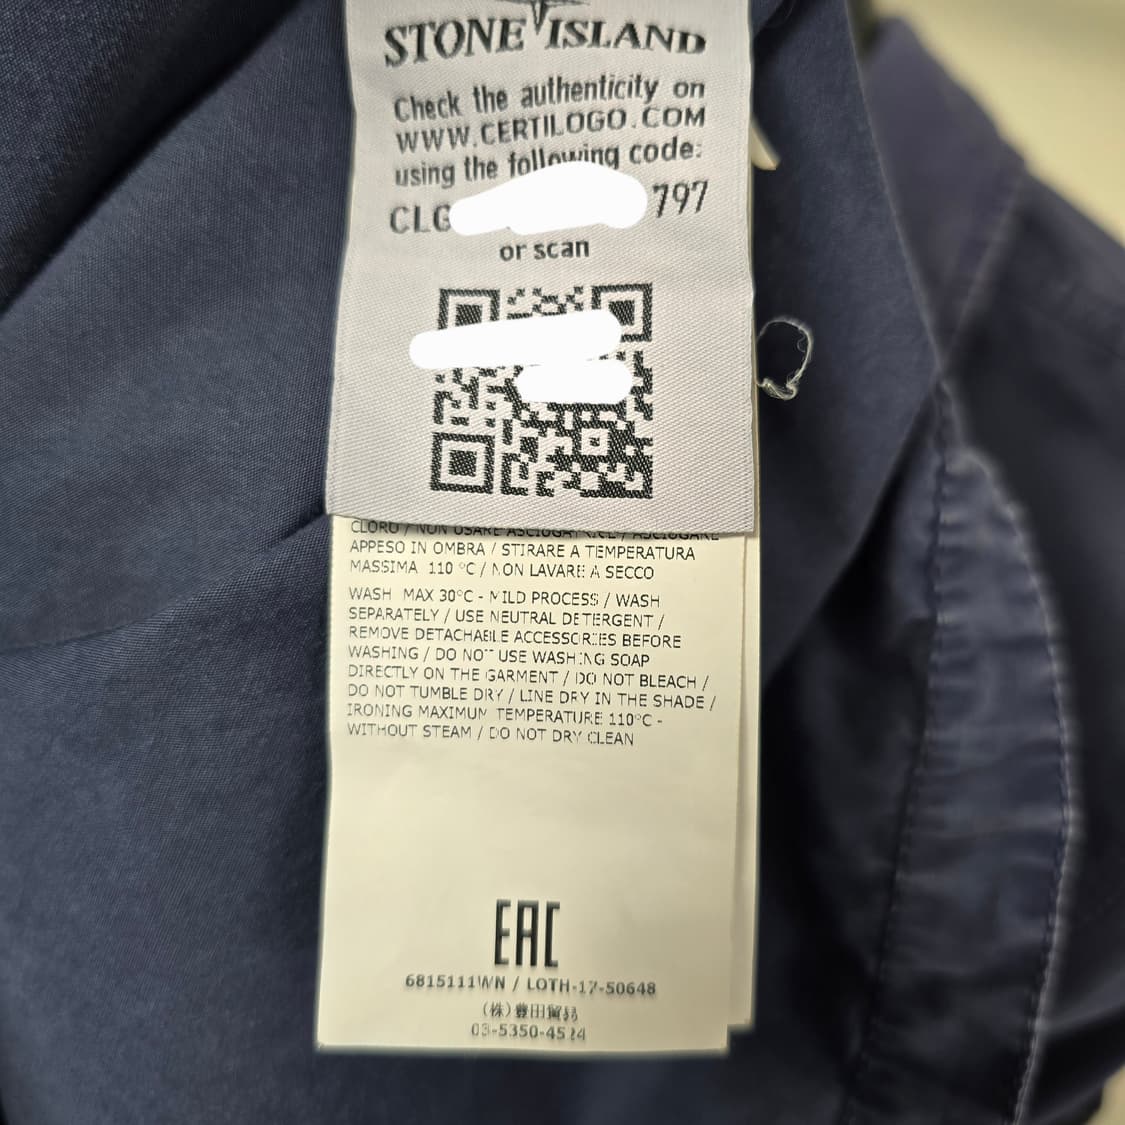 STONE ISLAND
Check the authenticity on
WWW.CERTILOGO.COM
using the following code:
CLG 797
or scan
CLORO / NON USARE ASCIUGATRICE / ASCIUGARE
APPESO IN OMBRA / STIRARE A TEMPERATURA
MASSIMA 110 °C / NON LAVARE A SECCO
WASH MAX 30°C - MILD PROCESS / WASH
SEPARATELY / USE NEUTRAL DETERGENT /
REMOVE DETACHABLE ACCESSORIES BEFORE
WASHING / DO NOT USE WASHING SOAP
DIRECTLY ON THE GARMENT / DO NOT BLEACH /
DO NOT TUMBLE DRY / LINE DRY IN THE SHADE /
IRONING MAXIMUM TEMPERATURE 110°C -
WITHOUT STEAM / DO NOT DRY CLEAN
EAC
6815111WN / LOTH-17-50648
(株)豊田貿易
03-5350-4524